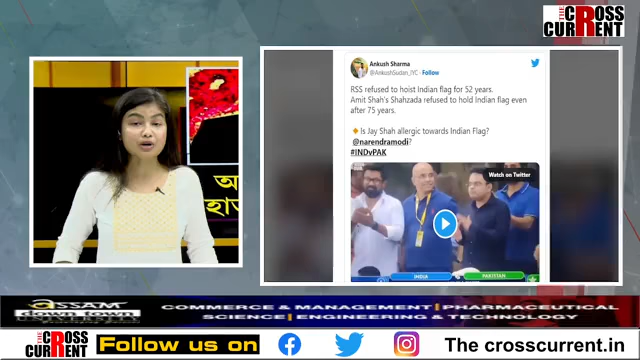 THE
CROSS
CURRENT
Ankush Sharma
@AnkushSudan_IYC · Follow
RSS refused to hoist Indian flag for 52 years.
Amit Shah's Shahzada refused to hold Indian flag even
after 75 years.
🔸Is Jay Shah allergic towards Indian Flag?
@narendramodi?
#INDvPAK
Watch on Twitter
INDIA
PAKISTAN
ASSAM
down town
UNIVERSITY
COMMERCE & MANAGEMENT | PHARMACEUTICAL
SCIENCE | ENGINEERING & TECHNOLOGY
THE
CROSS
CURRENT
Follow us on
The crosscurrent.in